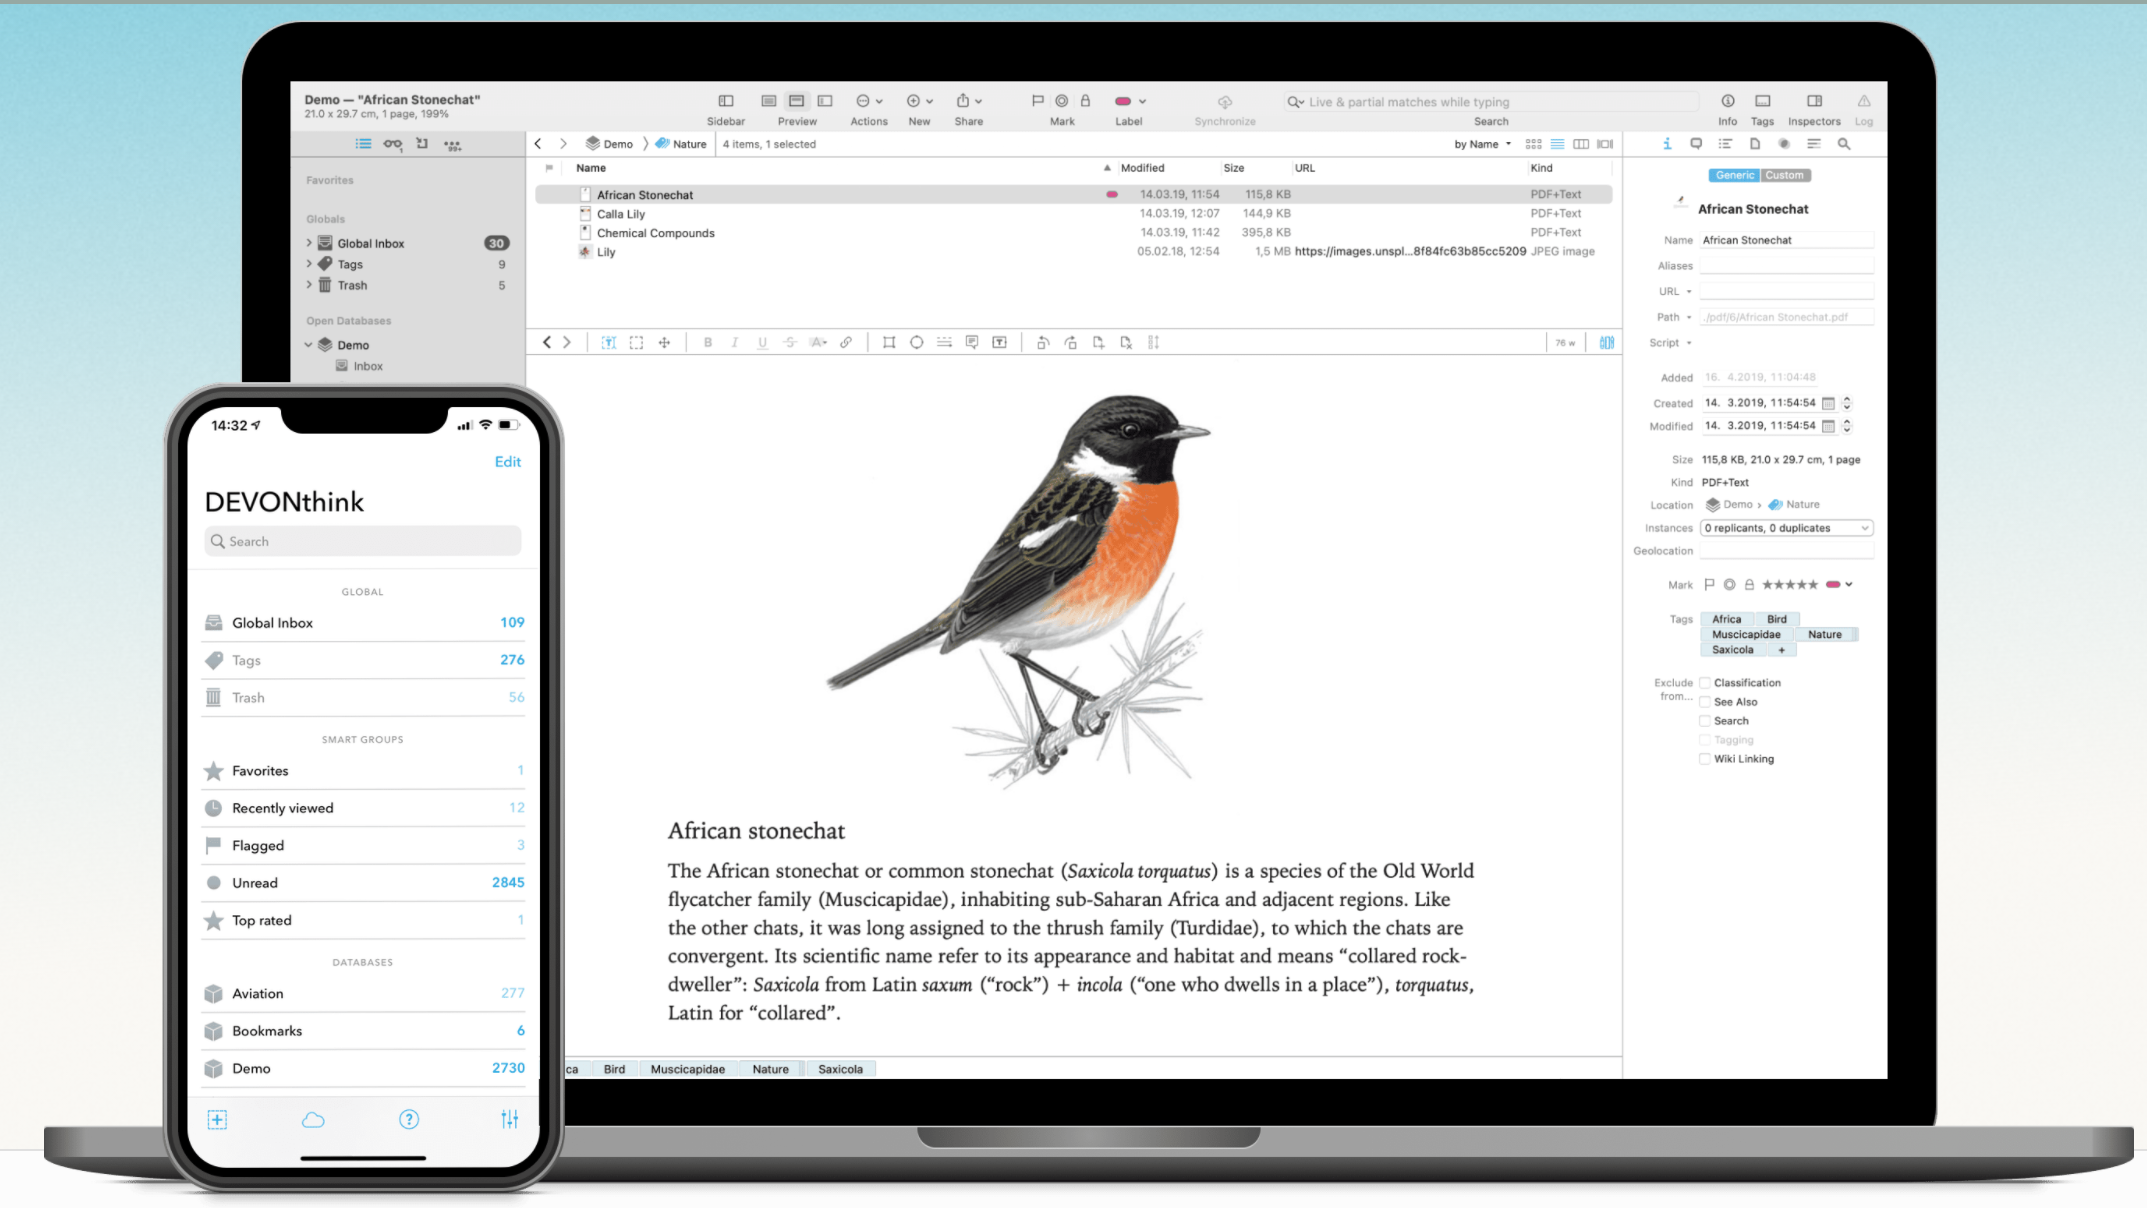 Demo — "African Stonechat"
21.0 x 29.7 cm, 1 page, 199%
Sidebar Preview Actions New Share Mark Label Synchronize Search Info Tags Inspectors Log
Live & partial matches while typing
99+
Demo Nature 4 items, 1 selected by Name
Favorites
Globals
Global Inbox 30
Tags 9
Trash 5
Open Databases
Demo
Inbox
Name Modified Size URL Kind
African Stonechat 14.03.19, 11:54 115,8 KB PDF+Text
Calla Lily 14.03.19, 12:07 144,9 KB PDF+Text
Chemical Compounds 14.03.19, 11:42 395,8 KB PDF+Text
Lily 05.02.18, 12:54 1,5 MB https://images.unspl...8f84fc63b85cc5209 JPEG image
B I U S A 76 w
African stonechat
The African stonechat or common stonechat (Saxicola torquatus) is a species of the Old World
flycatcher family (Muscicapidae), inhabiting sub-Saharan Africa and adjacent regions. Like
the other chats, it was long assigned to the thrush family (Turdidae), to which the chats are
convergent. Its scientific name refer to its appearance and habitat and means “collared rock-
dweller”: Saxicola from Latin saxum (“rock”) + incola (“one who dwells in a place”), torquatus,
Latin for “collared”.
ca Bird Muscicapidae Nature Saxicola
Generic Custom
African Stonechat
Name African Stonechat
Aliases
URL
Path ./pdf/6/African Stonechat.pdf
Script
Added 16. 4.2019, 11:04:48
Created 14. 3.2019, 11:54:54
Modified 14. 3.2019, 11:54:54
Size 115,8 KB, 21.0 x 29.7 cm, 1 page
Kind PDF+Text
Location Demo › Nature
Instances 0 replicants, 0 duplicates
Geolocation
Mark
Tags Africa Bird
Muscicapidae Nature
Saxicola +
Exclude from... Classification
See Also
Search
Tagging
Wiki Linking
14:32
Edit
DEVONthink
Search
GLOBAL
Global Inbox 109
Tags 276
Trash 56
SMART GROUPS
Favorites 1
Recently viewed 12
Flagged 3
Unread 2845
Top rated 1
DATABASES
Aviation 277
Bookmarks 6
Demo 2730